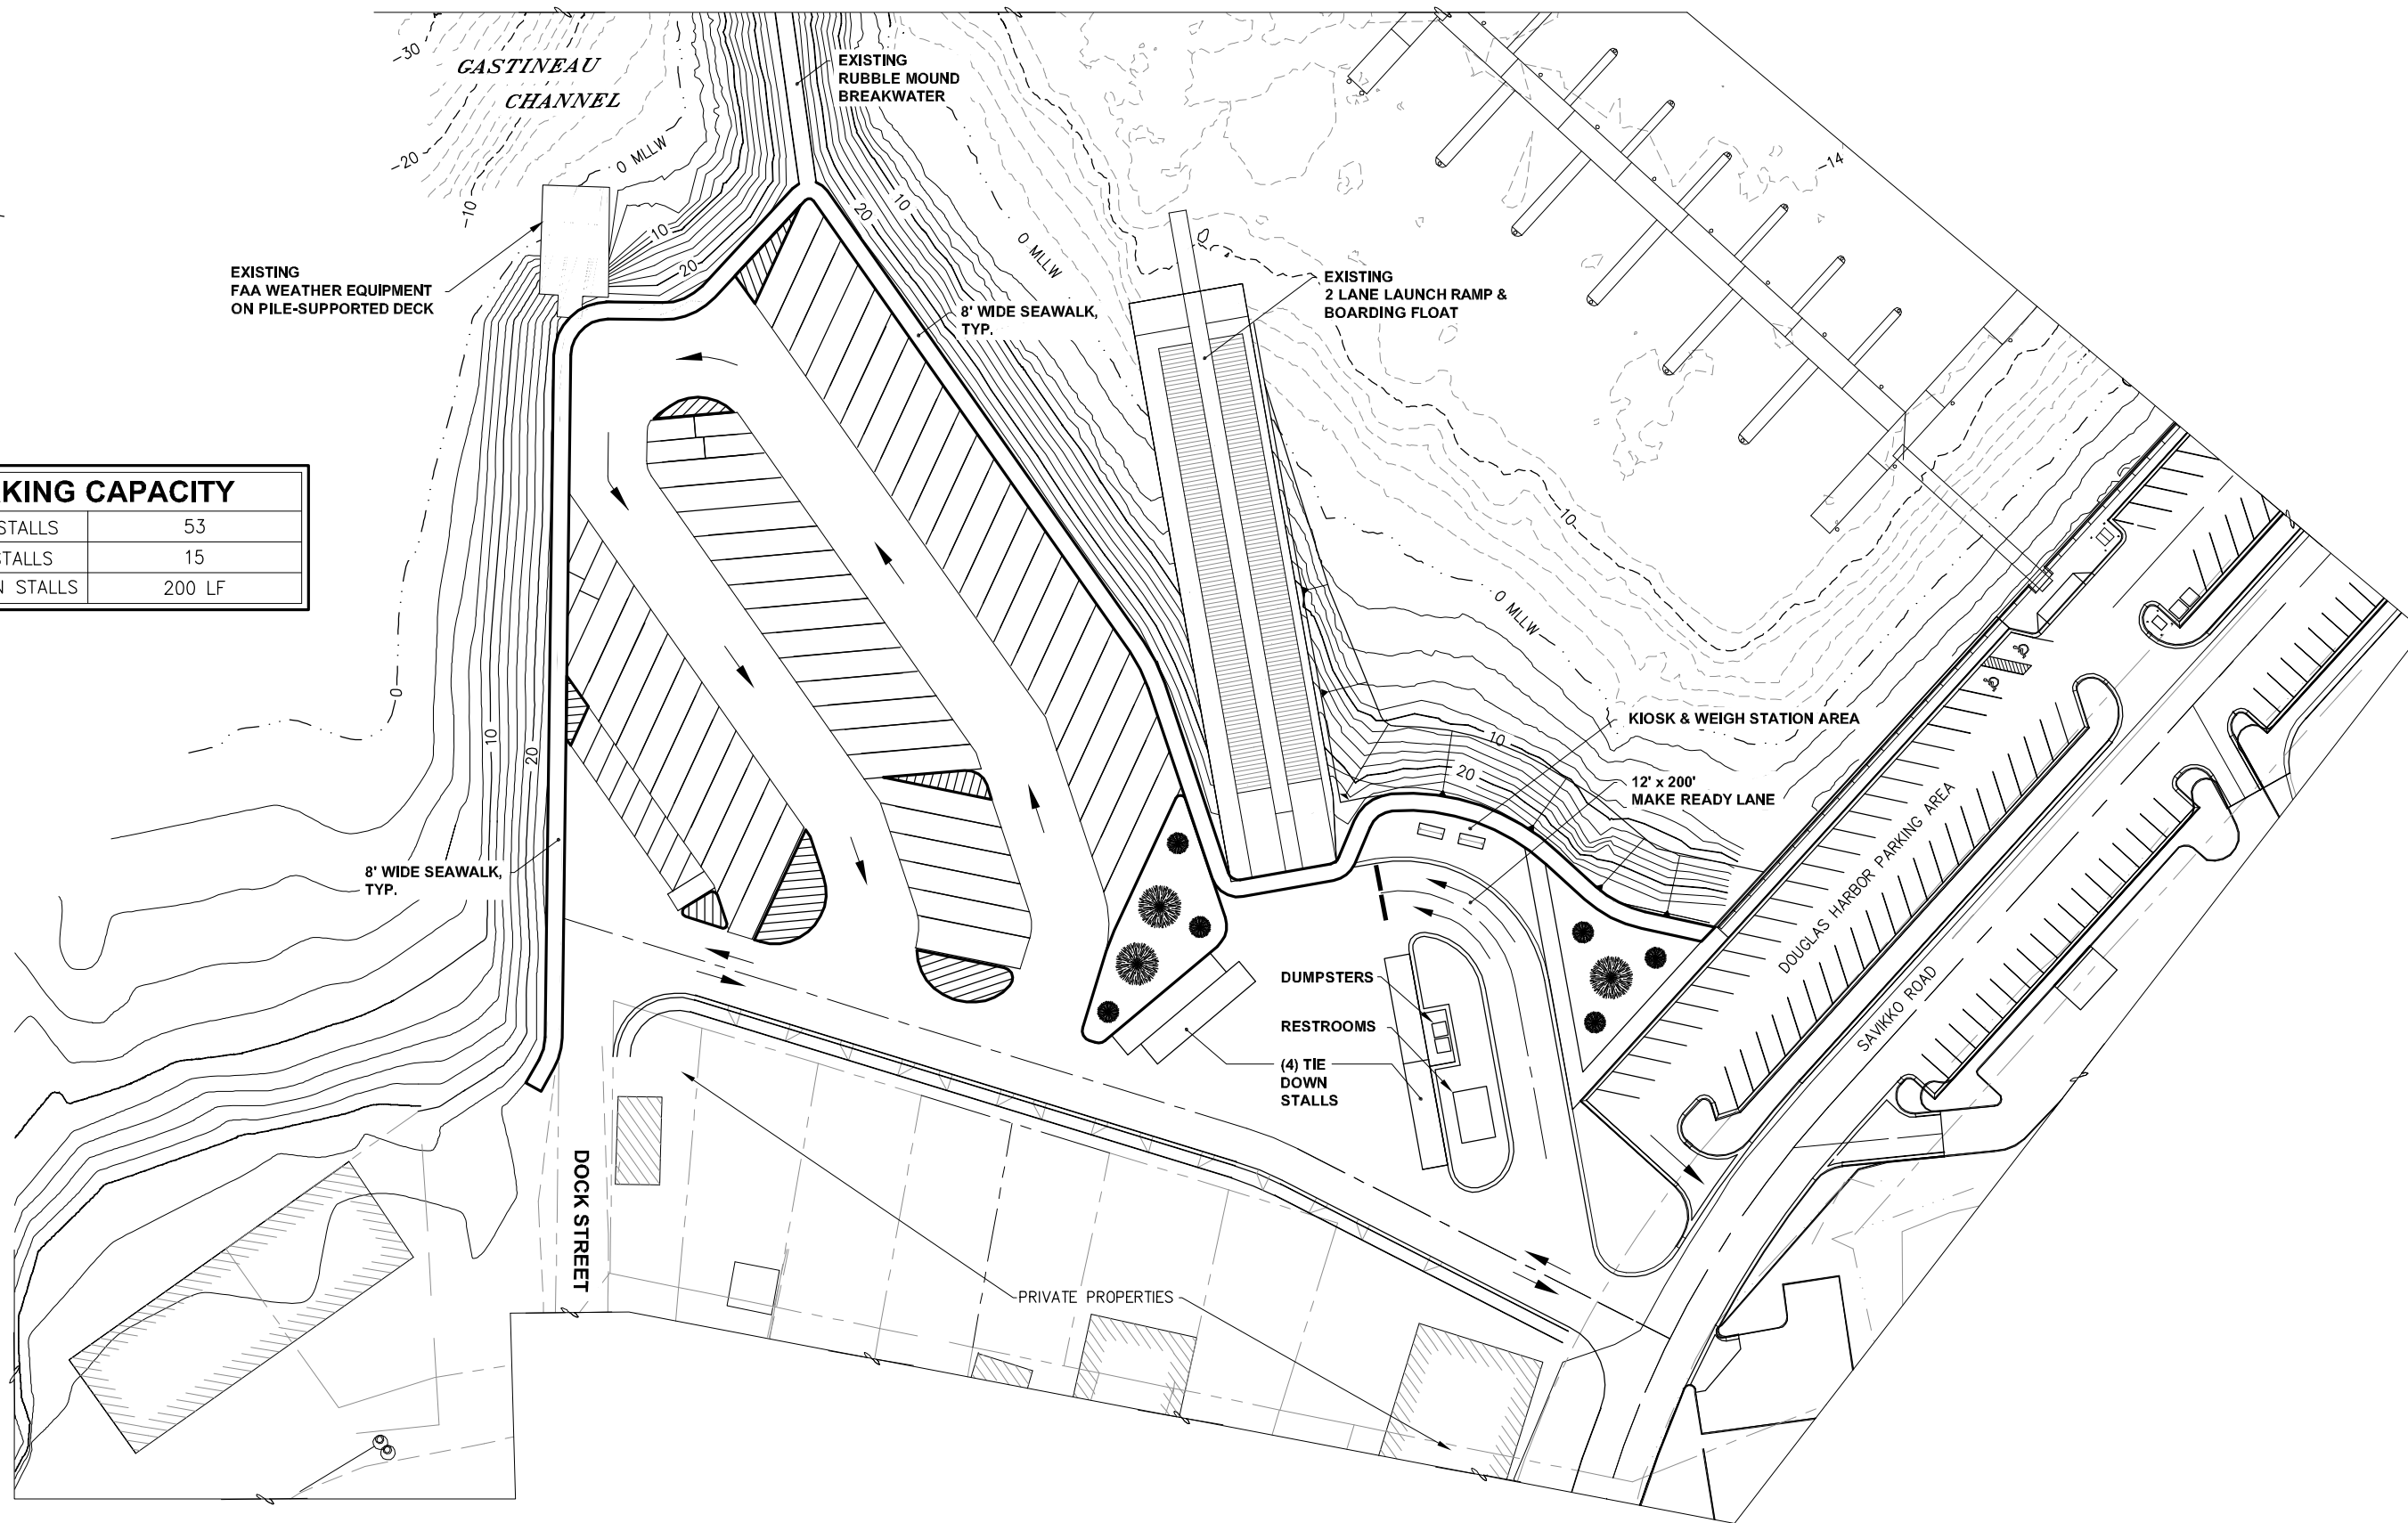 -30
GASTINEAU
CHANNEL
-20
-10
0 MLLW
EXISTING
RUBBLE MOUND
BREAKWATER
10
20
20
10
0 MLLW
-14
EXISTING
FAA WEATHER EQUIPMENT
ON PILE-SUPPORTED DECK
8' WIDE SEAWALK,
TYP.
0
EXISTING
2 LANE LAUNCH RAMP &
BOARDING FLOAT
KING CAPACITY
STALLS 53
STALLS 15
STALLS 200 LF
10
0 MLLW
0
10
20
KIOSK & WEIGH STATION AREA
10
20
12' x 200'
MAKE READY LANE
8' WIDE SEAWALK,
TYP.
DOUGLAS HARBOR PARKING AREA
SAVIKKO ROAD
DUMPSTERS
RESTROOMS
(4) TIE
DOWN
STALLS
DOCK STREET
PRIVATE PROPERTIES